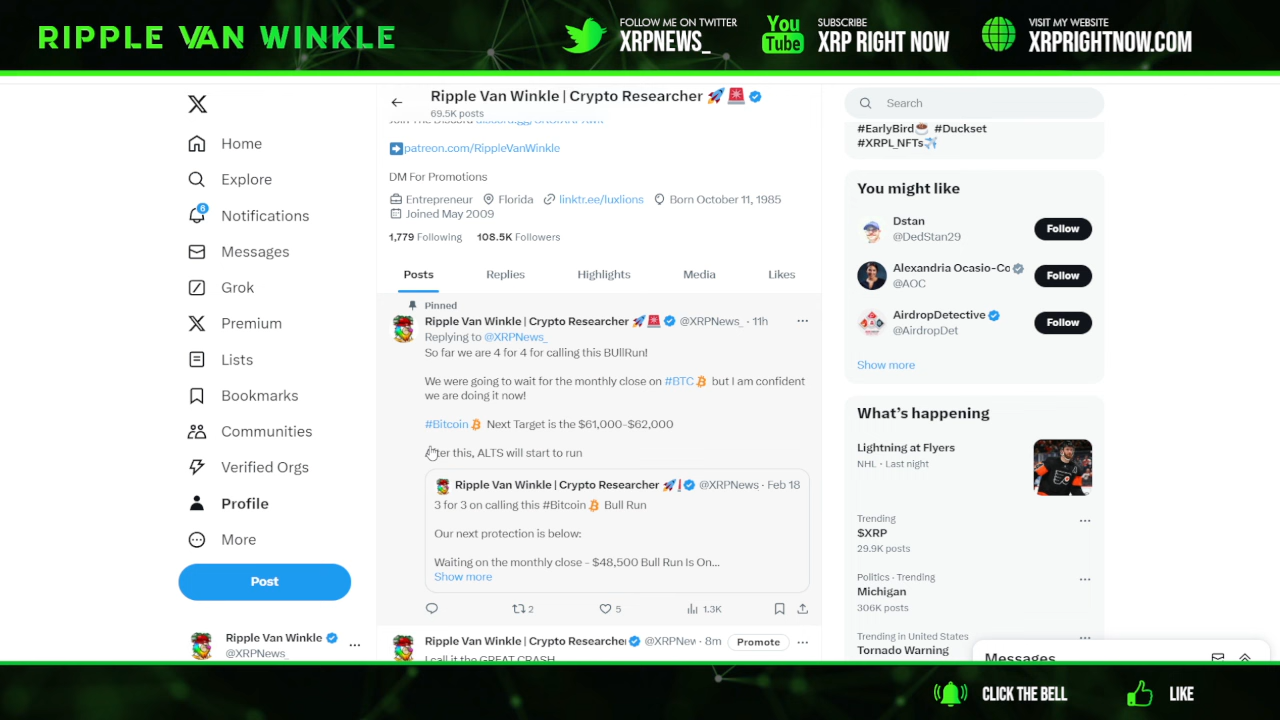 RIPPLE VAN WINKLE
FOLLOW ME ON TWITTER
XRPNEWS_
You
Tube
SUBSCRIBE
XRP RIGHT NOW
VISIT MY WEBSITE
XRPRIGHTNOW.COM
Home
Explore
6
Notifications
Messages
Grok
Premium
Lists
Bookmarks
Communities
Verified Orgs
Profile
More
Post
Ripple Van Winkle
@XRPNEWS_
Ripple Van Winkle | Crypto Researcher 🚀🚨
69.5K posts
➡patreon.com/RippleVanWinkle
DM For Promotions
Entrepreneur Florida linktr.ee/luxlions Born October 11, 1985
Joined May 2009
1,779 Following 108.5K Followers
Posts Replies Highlights Media Likes
Pinned
Ripple Van Winkle | Crypto Researcher 🚀🚨 @XRPNews_ · 11h
Replying to @XRPNews_
So far we are 4 for 4 for calling this BUllRun!
We were going to wait for the monthly close on #BTC but I am confident
we are doing it now!
#Bitcoin Next Target is the $61,000-$62,000
After this, ALTS will start to run
Ripple Van Winkle | Crypto Researcher 🚀 @XRPNews · Feb 18
3 for 3 on calling this #Bitcoin Bull Run
Our next protection is below:
Waiting on the monthly close - $48,500 Bull Run Is On...
Show more
2 5 1.3K
Ripple Van Winkle | Crypto Researcher @XRPNew · 8m Promote
I call it the GREAT CRASH
Search
#EarlyBird☕ #Duckset
#XRPL_NFTs✈
You might like
Dstan
@DedStan29
Follow
Alexandria Ocasio-Co
@AOC
Follow
AirdropDetective
@AirdropDet
Follow
Show more
What's happening
Lightning at Flyers
NHL · Last night
Trending
$XRP
29.9K posts
Politics · Trending
Michigan
306K posts
Trending in United States
Tornado Warning
Messages
CLICK THE BELL
LIKE